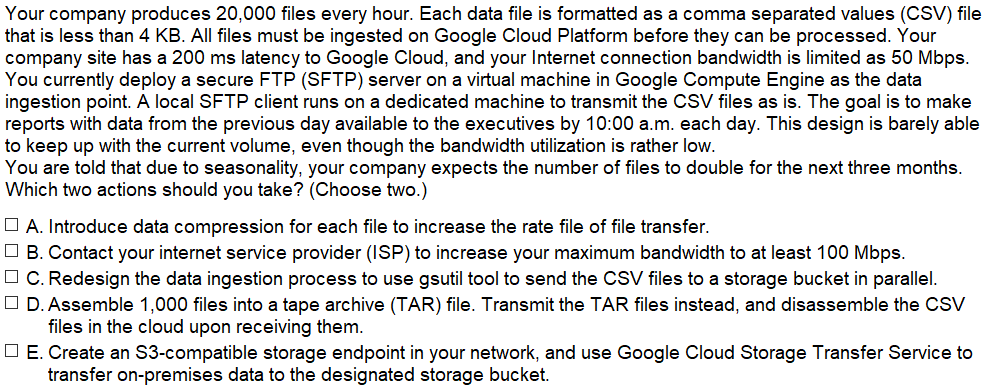 Your company produces 20,000 files every hour. Each data file is formatted as a comma separated values (CSV) file
that is less than 4 KB. All files must be ingested on Google Cloud Platform before they can be processed. Your
company site has a 200 ms latency to Google Cloud, and your Internet connection bandwidth is limited as 50 Mbps.
You currently deploy a secure FTP (SFTP) server on a virtual machine in Google Compute Engine as the data
ingestion point. A local SFTP client runs on a dedicated machine to transmit the CSV files as is. The goal is to make
reports with data from the previous day available to the executives by 10:00 a.m. each day. This design is barely able
to keep up with the current volume, even though the bandwidth utilization is rather low.
You are told that due to seasonality, your company expects the number of files to double for the next three months.
Which two actions should you take? (Choose two.)
A. Introduce data compression for each file to increase the rate file of file transfer.
B. Contact your internet service provider (ISP) to increase your maximum bandwidth to at least 100 Mbps.
C. Redesign the data ingestion process to use gsutil tool to send the CSV files to a storage bucket in parallel.
D. Assemble 1,000 files into a tape archive (TAR) file. Transmit the TAR files instead, and disassemble the CSV
files in the cloud upon receiving them.
E. Create an S3-compatible storage endpoint in your network, and use Google Cloud Storage Transfer Service to
transfer on-premises data to the designated storage bucket.